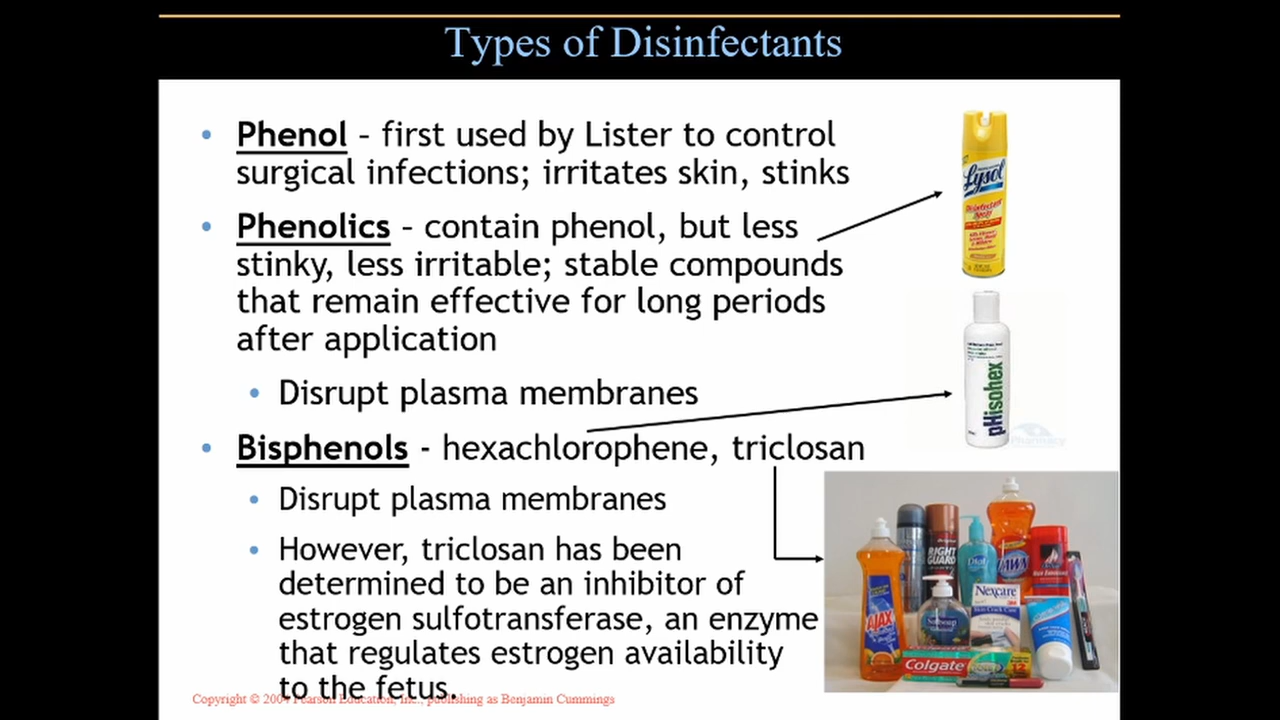 Types of Disinfectants
• Phenol – first used by Lister to control
surgical infections; irritates skin, stinks
• Phenolics – contain phenol, but less
stinky, less irritable; stable compounds
that remain effective for long periods
after application
• Disrupt plasma membranes
• Bisphenols - hexachlorophene, triclosan
• Disrupt plasma membranes
• However, triclosan has been
determined to be an inhibitor of
estrogen sulfotransferase, an enzyme
that regulates estrogen availability
to the fetus.
Copyright © 2004 Pearson Education, Inc., publishing as Benjamin Cummings
Lysol
Disinfectant
pHisohex
Pharmacy
RIGHT
GUARD
Dial
DAWN
Nexcare
AJAX
Softsoap
Colgate